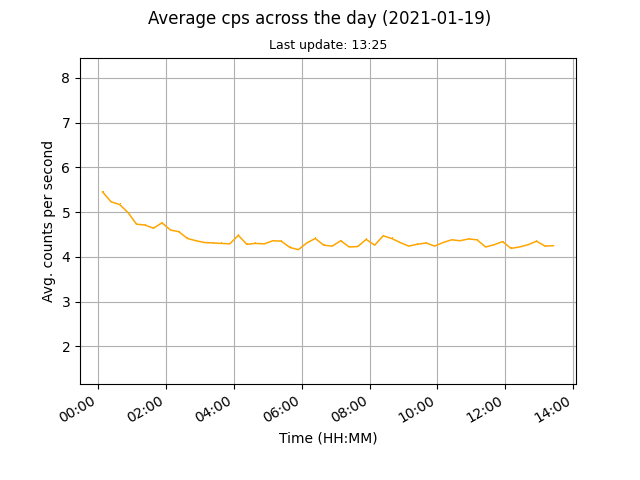 Average cps across the day (2021-01-19)
Last update: 13:25
Avg. counts per second
8
7
6
5
4
3
2
00:00 02:00 04:00 06:00 08:00 10:00 12:00 14:00
Time (HH:MM)